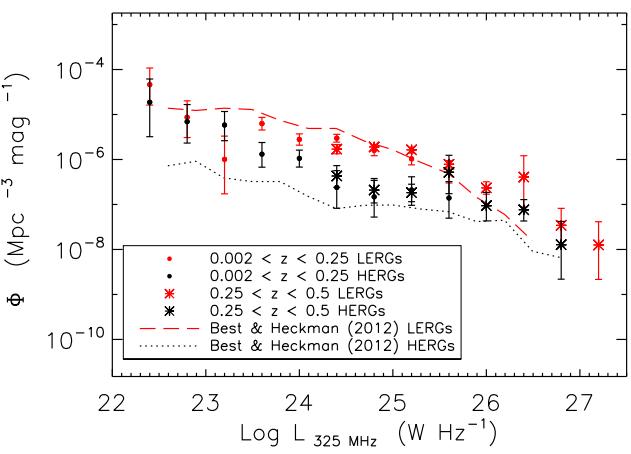 10⁻⁴
10⁻⁶
10⁻⁸
10⁻¹⁰
Φ (Mpc⁻³ mag⁻¹)
0.002 < z < 0.25 LERGs
0.002 < z < 0.25 HERGs
0.25 < z < 0.5 LERGs
0.25 < z < 0.5 HERGs
Best & Heckman (2012) LERGs
Best & Heckman (2012) HERGs
22 23 24 25 26 27
Log L 325 MHz (W Hz⁻¹)